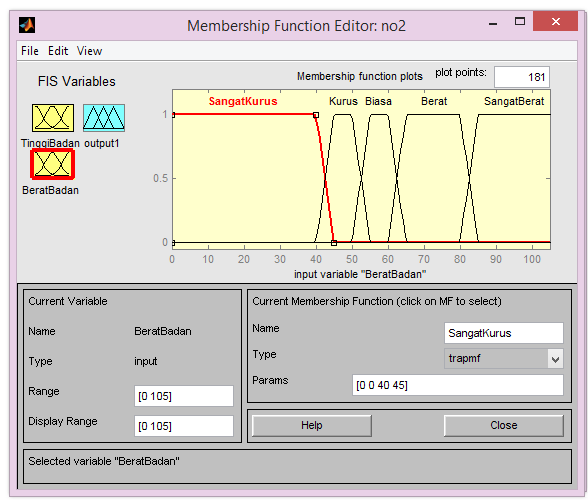 Membership Function Editor: no2
File Edit View
FIS Variables
TinggiBadan output1
BeratBadan
Membership function plots plot points: 181
SangatKurus Kurus Biasa Berat SangatBerat
1
0.5
0
0 10 20 30 40 50 60 70 80 90 100
input variable "BeratBadan"
Current Variable
Name BeratBadan
Type input
Range [0 105]
Display Range [0 105]
Current Membership Function (click on MF to select)
Name SangatKurus
Type trapmf
Params [0 0 40 45]
Help Close
Selected variable "BeratBadan"